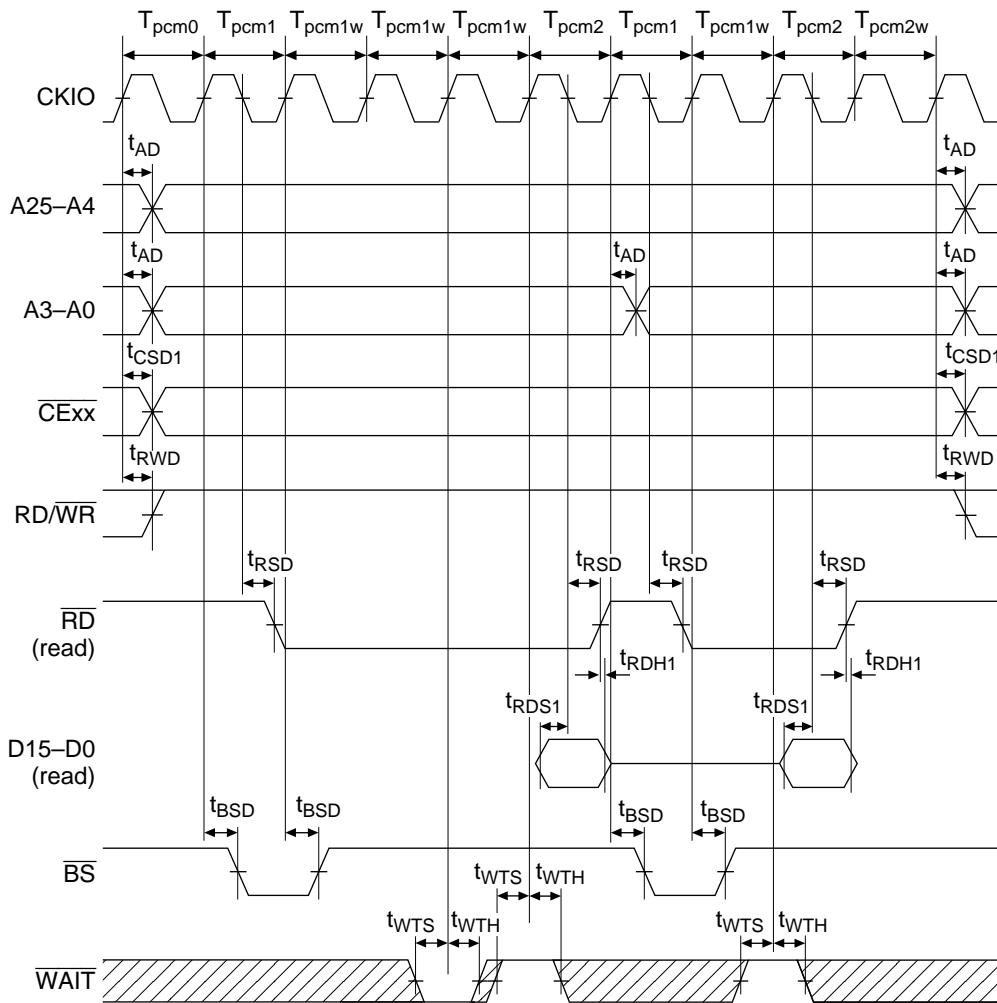 Tpcm0 Tpcm1 Tpcm1w Tpcm1w Tpcm1w Tpcm2 Tpcm1 Tpcm1w Tpcm2 Tpcm2w
CKIO
tAD tAD
A25–A4
tAD tAD tAD
A3–A0
tCSD1 tCSD1
CExx
tRWD tRWD
RD/WR
tRSD tRSD tRSD tRSD
RD
(read)
tRDH1 tRDH1
tRDS1 tRDS1
D15–D0
(read)
tBSD tBSD tBSD tBSD
BS
tWTS tWTH
tWTS tWTH tWTS tWTH
WAIT